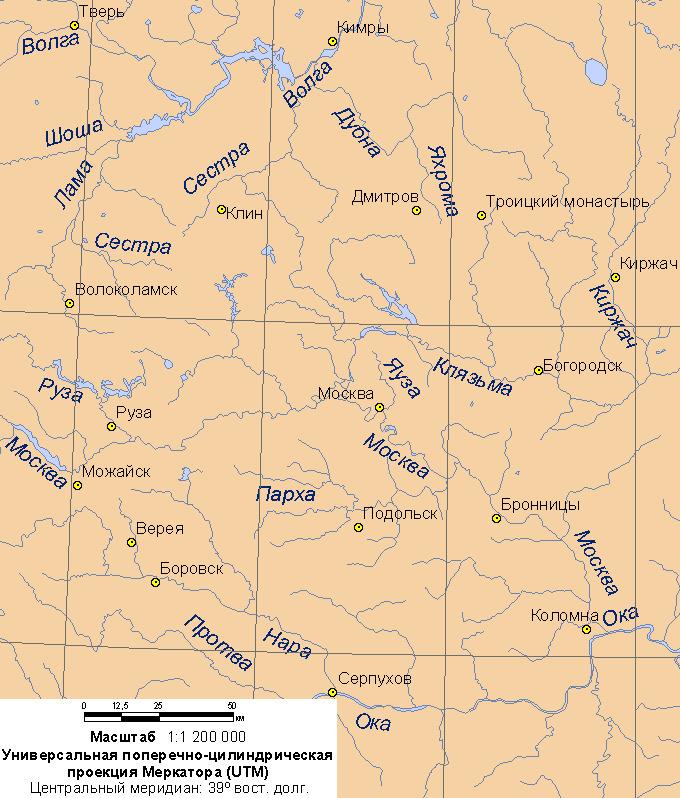 Тверь
Волга
Кимры
Волга
Дубна
Шоша
Яхрома
Сестра
Лама
Дмитров
Троицкий монастырь
Клин
Сестра
Киржач
Волоколамск
Киржач
Богородск
Клязьма
Яуза
Руза
Москва
Руза
Москва
Москва
Можайск
Парха
Бронницы
Подольск
Верея
Москва
Боровск
Коломна
Ока
Протва
Нара
Серпухов
Ока
0 12,5 25 50
км
Масштаб 1:1 200 000
Универсальная поперечно-цилиндрическая
проекция Меркатора (UTM)
Центральный меридиан: 39º вост. долг.